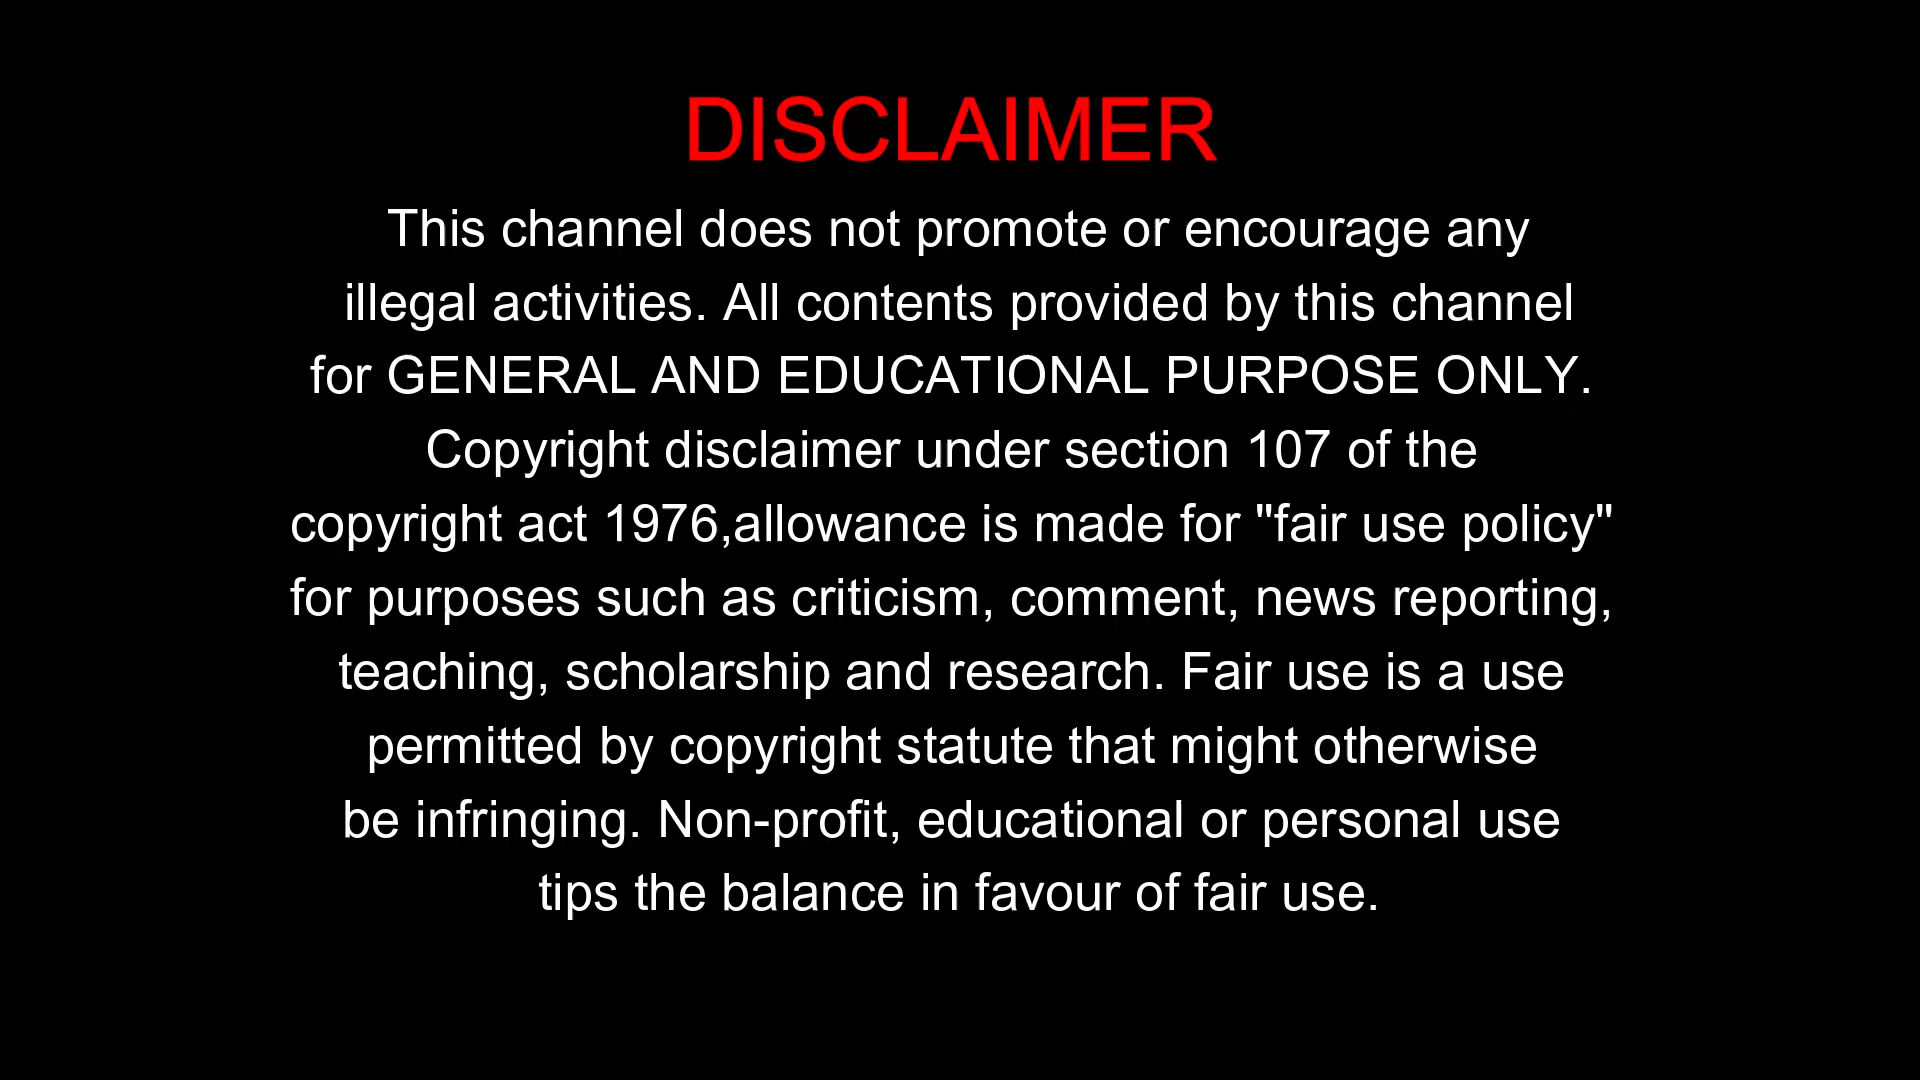 DISCLAIMER
This channel does not promote or encourage any
illegal activities. All contents provided by this channel
for GENERAL AND EDUCATIONAL PURPOSE ONLY.
Copyright disclaimer under section 107 of the
copyright act 1976,allowance is made for "fair use policy"
for purposes such as criticism, comment, news reporting,
teaching, scholarship and research. Fair use is a use
permitted by copyright statute that might otherwise
be infringing. Non-profit, educational or personal use
tips the balance in favour of fair use.